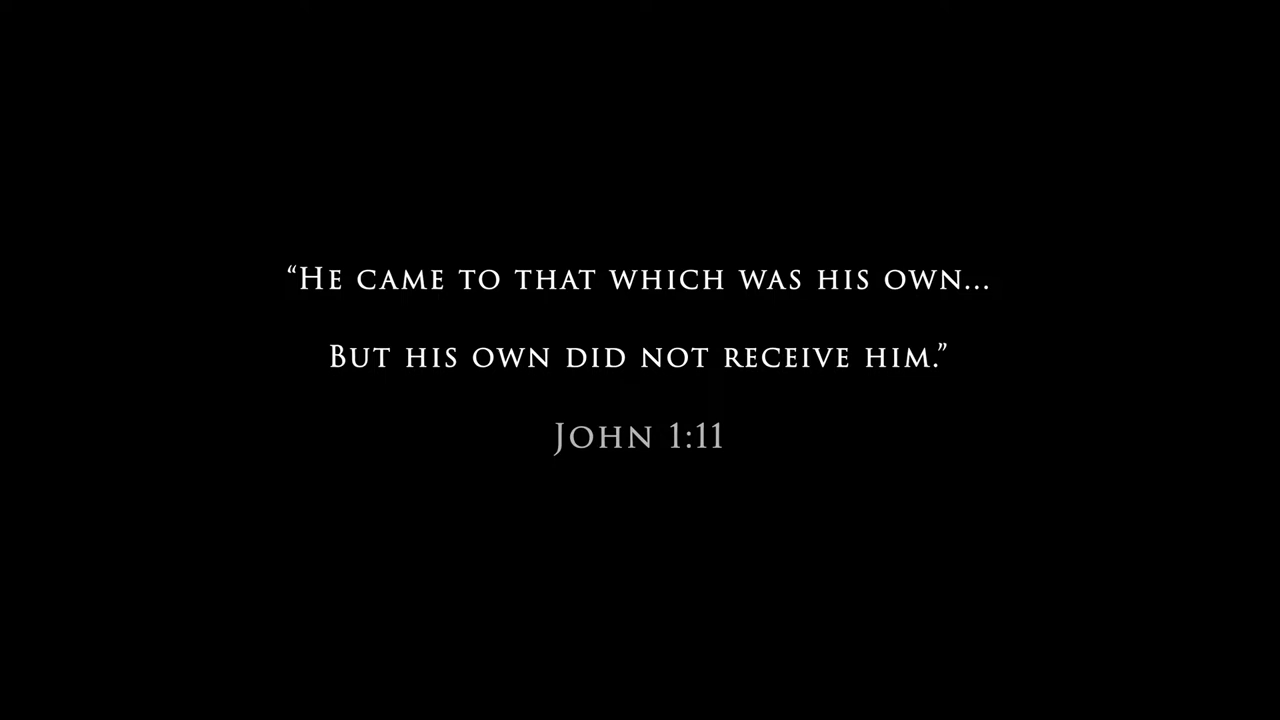 “He came to that which was his own...
But his own did not receive him.”
John 1:11